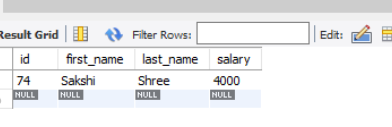 Result Grid Filter Rows: Edit:
id first_name last_name salary
74 Sakshi Shree 4000
NULL NULL NULL NULL